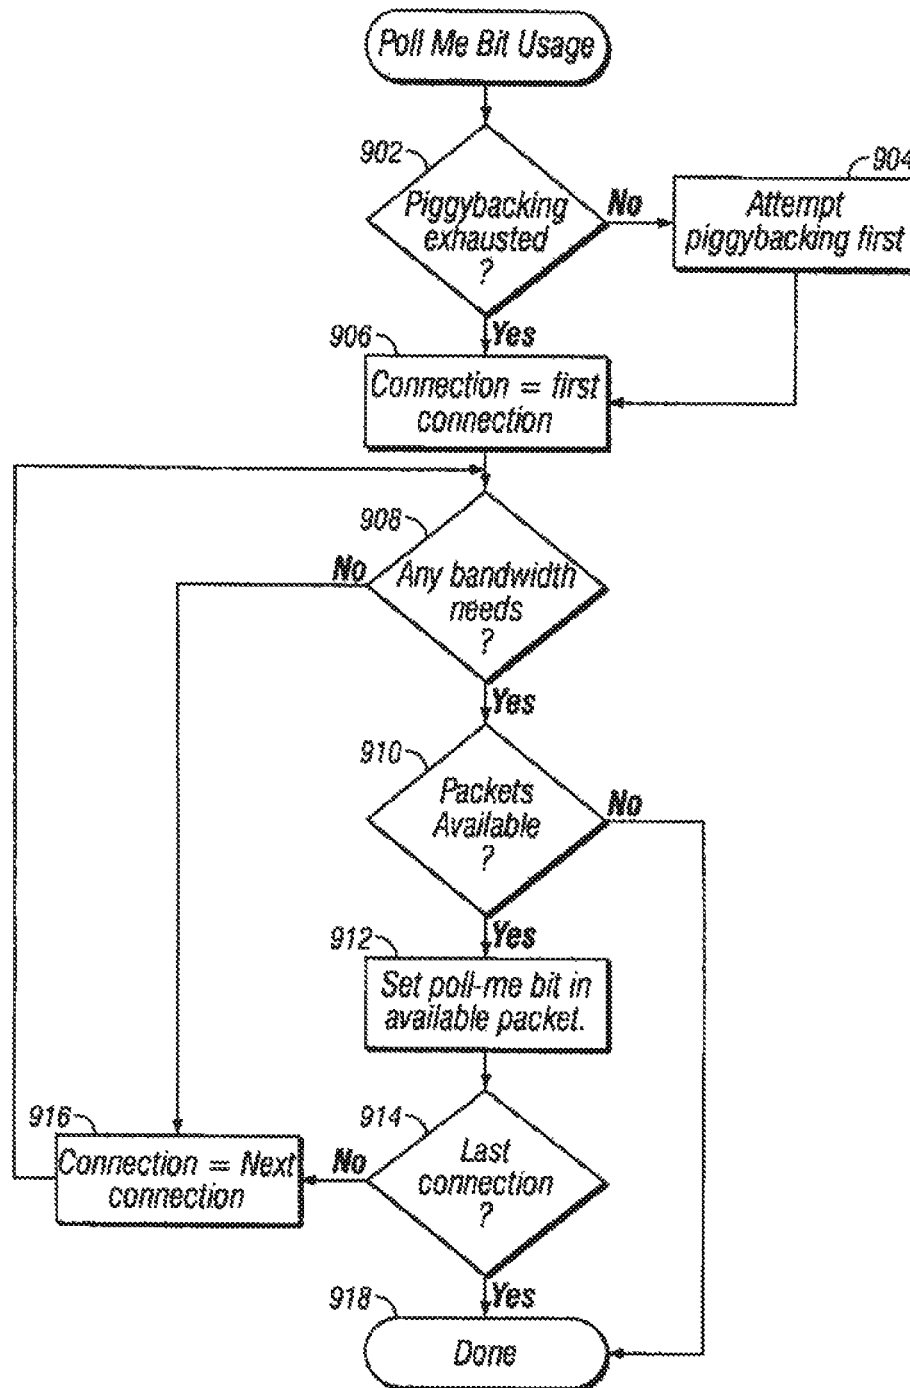 Poll Me Bit Usage
902
Piggybacking
exhausted
?
No
904
Attempt
piggybacking first
Yes
906
Connection = first
connection
908
No
Any bandwidth
needs
?
Yes
910
Packets
Available
?
No
Yes
912
Set poll-me bit in
available packet.
916
Connection = Next
connection
914
No
Last
connection
?
Yes
918
Done